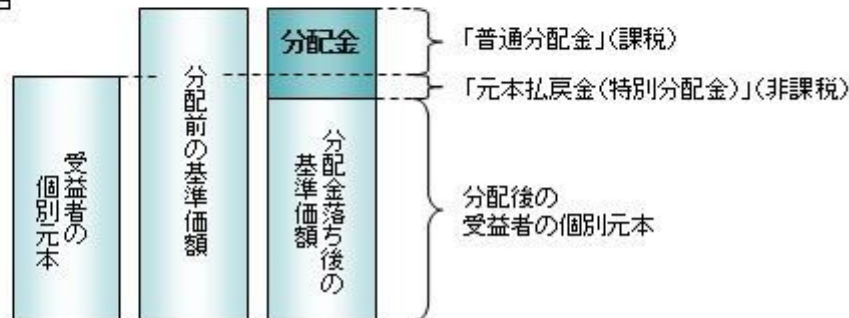 受益者の
個別元本
分配前の基準価額
分配金
分配金落ち後の
基準価額
「普通分配金」(課税)
「元本払戻金(特別分配金)」(非課税)
分配後の
受益者の個別元本